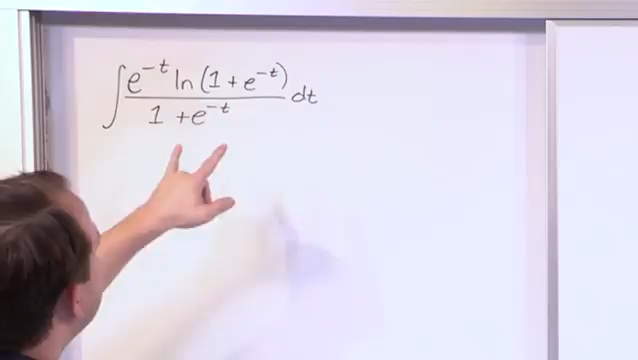 ∫ e^{-t} ln(1+e^{-t}) / 1+e^{-t} dt